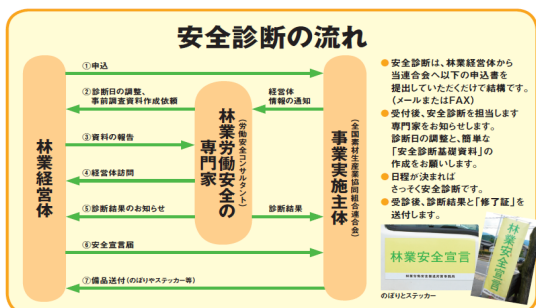 安全診断の流れ
①申込
②診断日の調整、
事前調査資料作成依頼
経営体
情報の通知
③資料の報告
④経営体訪問
⑤診断結果のお知らせ
診断結果
⑥安全宣言届
⑦備品送付(のぼりやステッカー等)
林業経営体
林業労働安全の
専門家
(労働安全コンサルタント)
事業実施主体
(全国素材生産業協同組合連合会)
●安全診断は、林業経営体から
当連合会へ以下の申込書を
提出していただくだけで結構です。
(メールまたはFAX)
●受付後、安全診断を担当します
専門家をお知らせします。
診断日の調整と、簡単な
「安全診断基礎資料」の
作成をお願いします。
●日程が決まれば
さっそく安全診断です。
●受診後、診断結果と「修了証」を
送付します。
林業安全宣言
林業安全宣言
のぼりとステッカー